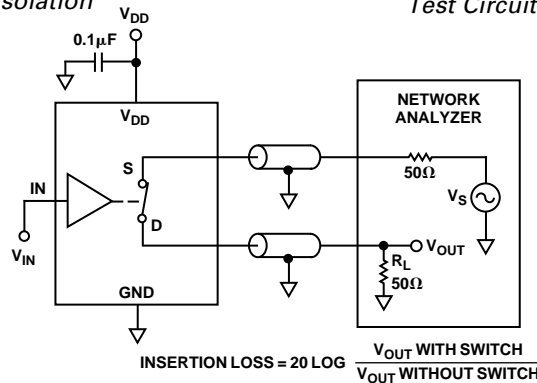 solation
Test Circuit
VDD
0.1µF
VDD
NETWORK
ANALYZER
S
50Ω
IN
VS
D
VOUT
VIN
RL
50Ω
GND
INSERTION LOSS = 20 LOG VOUT WITH SWITCH
VOUT WITHOUT SWITCH